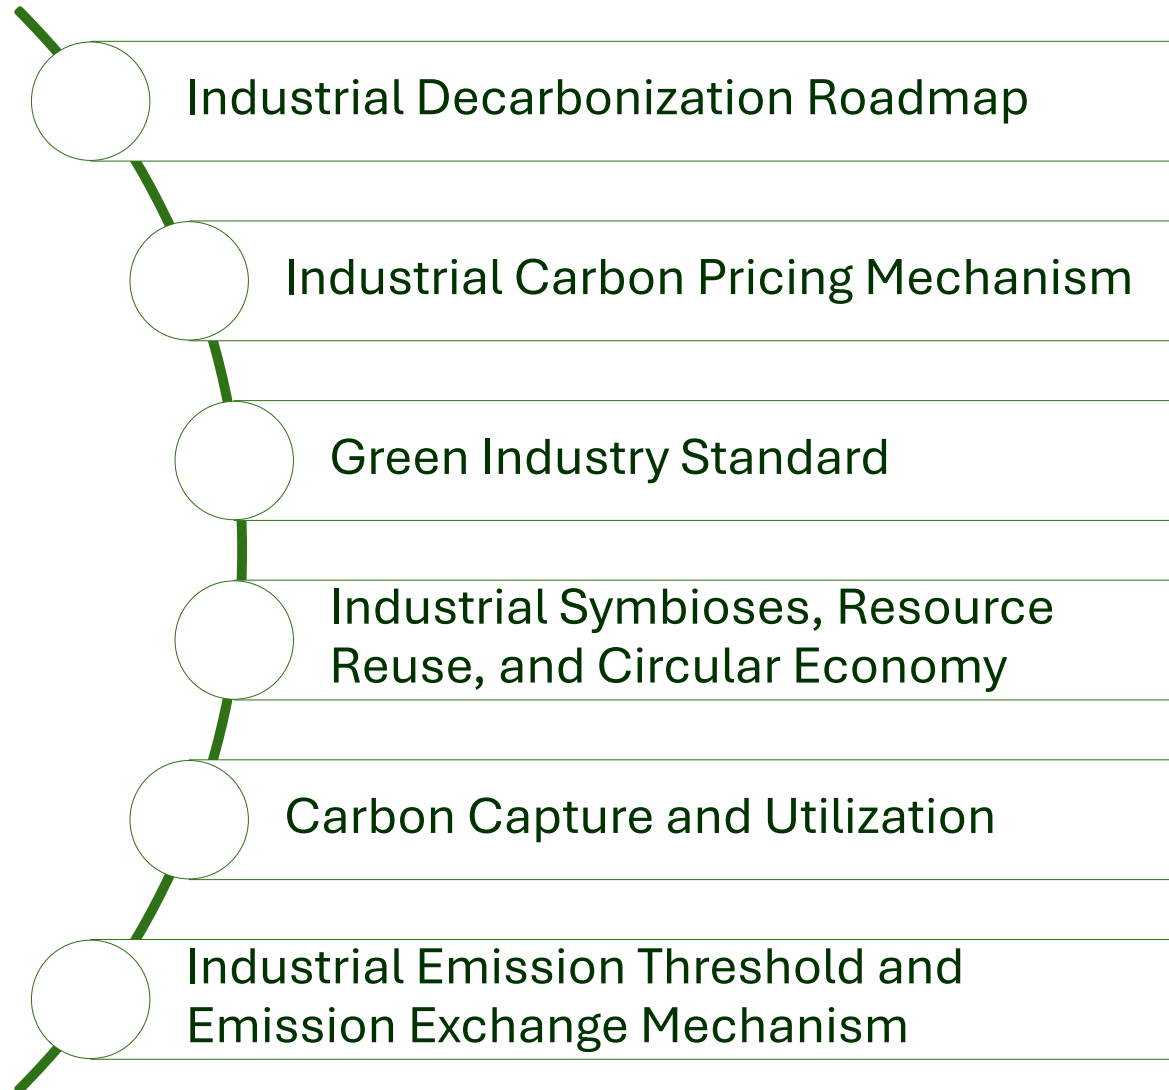 Industrial Decarbonization Roadmap
Industrial Carbon Pricing Mechanism
Green Industry Standard
Industrial Symbioses, Resource
Reuse, and Circular Economy
Carbon Capture and Utilization
Industrial Emission Threshold and
Emission Exchange Mechanism